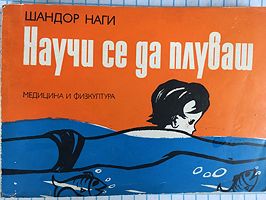 ШАНДОР НАГИ
Научи се да плуваш
МЕДИЦИНА И ФИЗКУЛТУРА